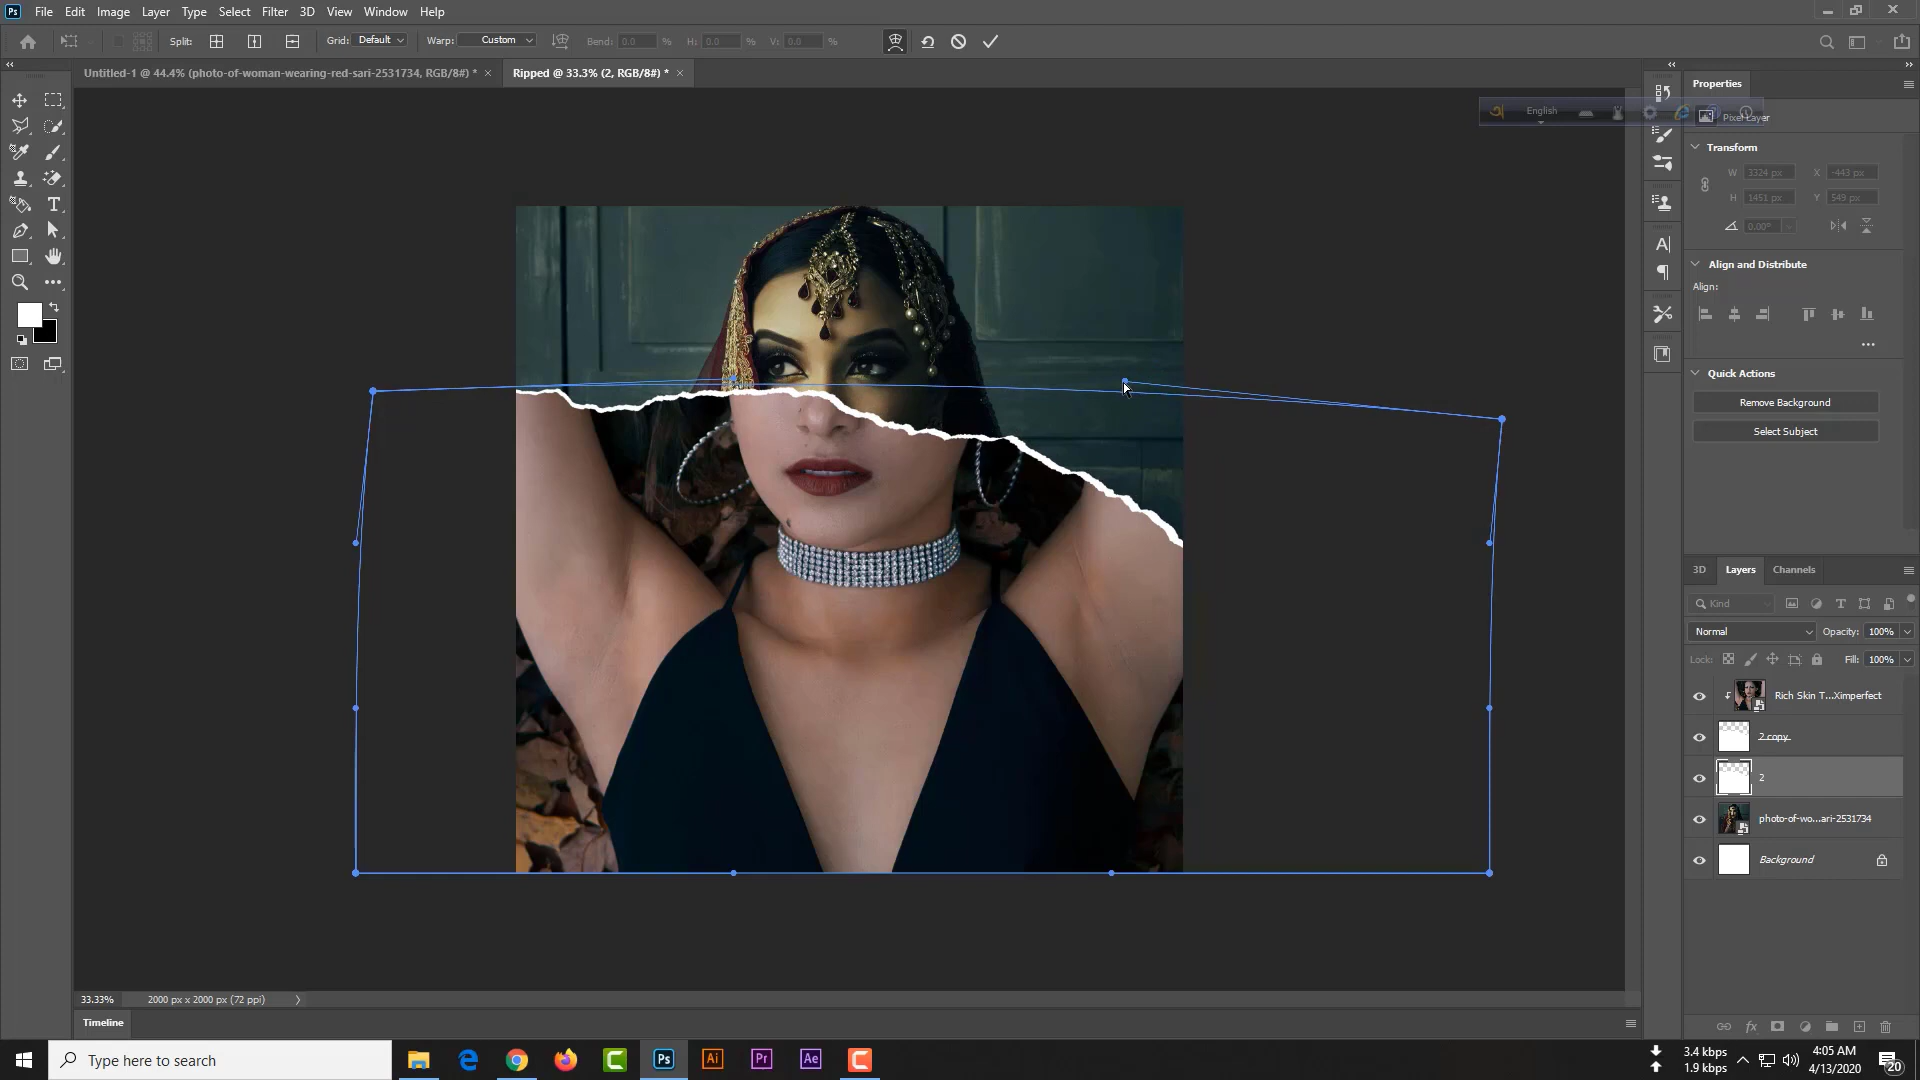 Ps File Edit Image Layer Type Select Filter 3D View Window Help
Split: Grid: Default Warp: Custom Bend: 0.0 % H: 0.0 % V: 0.0 %
Untitled-1 @ 44.4% (photo-of-woman-wearing-red-sari-2531734, RGB/8#) * ×
Ripped @ 33.3% (2, RGB/8#) * ×
English
Properties
Pixel Layer
Transform
W 3324 px X -443 px
H 1451 px Y 549 px
0.00°
Align and Distribute
Align:
Quick Actions
Remove Background
Select Subject
3D Layers Channels
Kind
Normal Opacity: 100%
Lock: Fill: 100%
Rich Skin T...Ximperfect
2 copy
2
photo-of-wo...ari-2531734
Background
33.33% 2000 px x 2000 px (72 ppi)
Timeline
Type here to search
Ps Ai Pr Ae
3.4 kbps
1.9 kbps
4:05 AM
4/13/2020
20